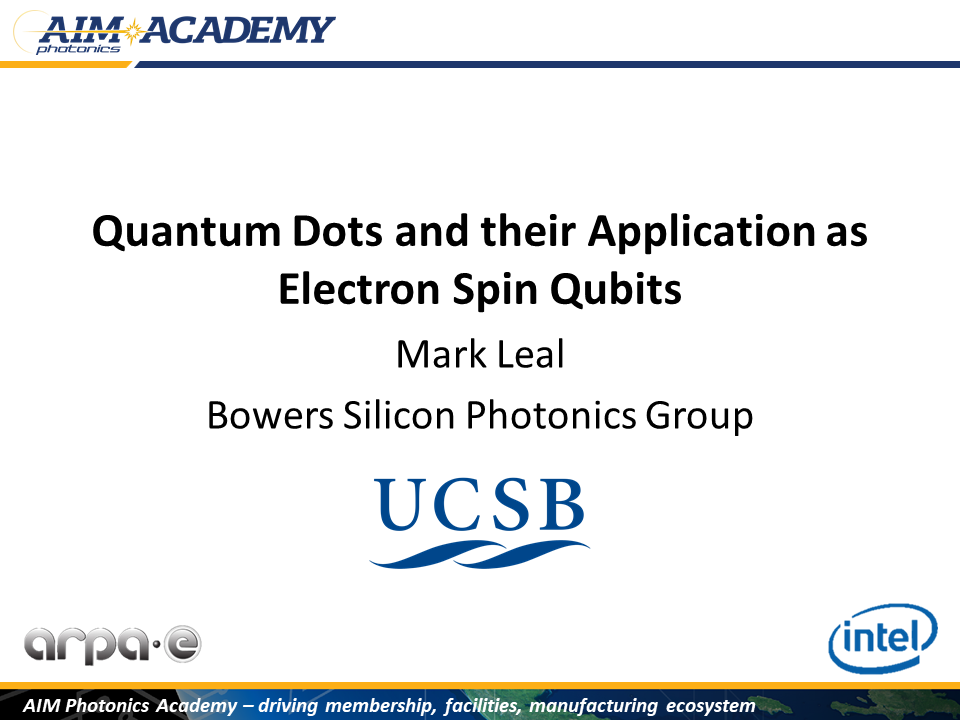 AIM ACADEMY
photonics
Quantum Dots and their Application as
Electron Spin Qubits
Mark Leal
Bowers Silicon Photonics Group
UCSB
arpa·e
intel
AIM Photonics Academy – driving membership, facilities, manufacturing ecosystem